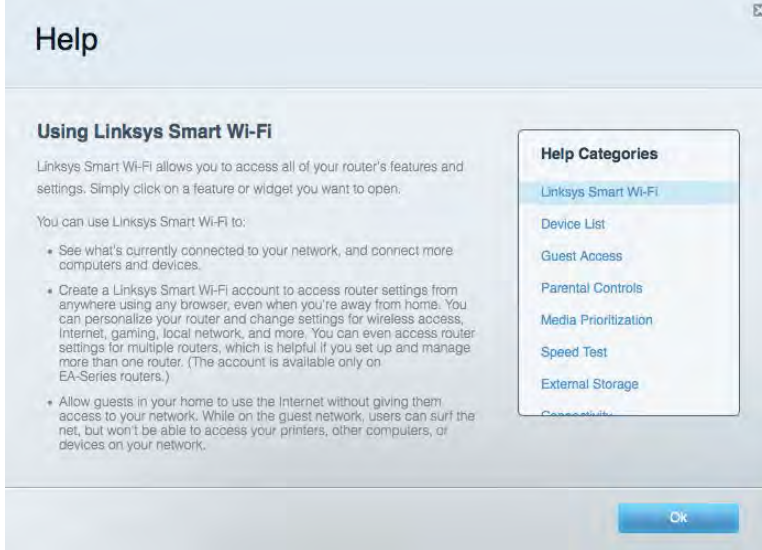 Help
Using Linksys Smart Wi-Fi
Linksys Smart Wi-Fi allows you to access all of your router's features and
settings. Simply click on a feature or widget you want to open.
You can use Linksys Smart Wi-Fi to:
• See what's currently connected to your network, and connect more
computers and devices.
• Create a Linksys Smart Wi-Fi account to access router settings from
anywhere using any browser, even when you're away from home. You
can personalize your router and change settings for wireless access,
Internet, gaming, local network, and more. You can even access router
settings for multiple routers, which is helpful if you set up and manage
more than one router. (The account is available only on
EA-Series routers.)
• Allow guests in your home to use the Internet without giving them
access to your network. While on the guest network, users can surf the
net, but won't be able to access your printers, other computers, or
devices on your network.
Help Categories
Linksys Smart Wi-Fi
Device List
Guest Access
Parental Controls
Media Prioritization
Speed Test
External Storage
Connectivity
Ok